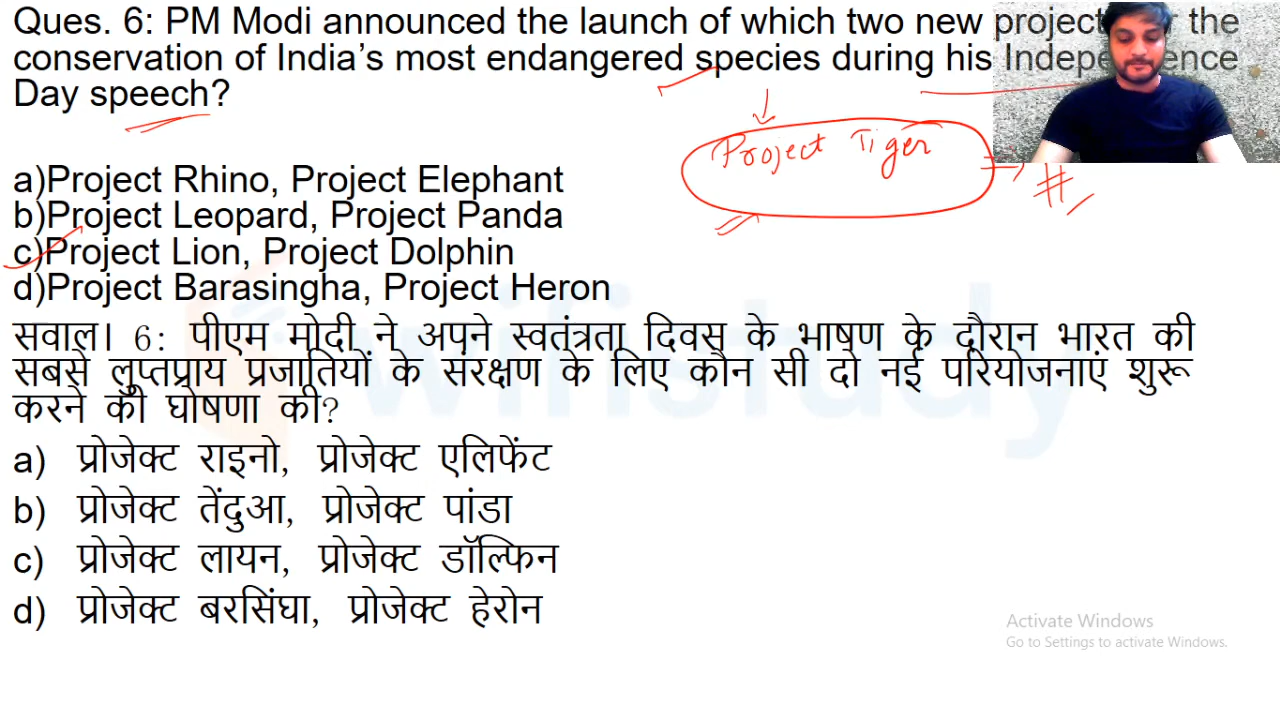 Ques. 6: PM Modi announced the launch of which two new project the
conservation of India's most endangered species during his Indepe ence
Day speech?
Project Tiger
a)Project Rhino, Project Elephant
b)Project Leopard, Project Panda
c)Project Lion, Project Dolphin
d)Project Barasingha, Project Heron
सवाल। 6: पीएम मोदी ने अपने स्वतंत्रता दिवस के भाषण के दौरान भारत की
सबसे लुप्तप्राय प्रजातियों के संरक्षण के लिए कौन सी दो नई परियोजनाएं शुरू
करने की घोषणा की?
a) प्रोजेक्ट राइनो, प्रोजेक्ट एलिफेंट
b) प्रोजेक्ट तेंदुआ, प्रोजेक्ट पांडा
c) प्रोजेक्ट लायन, प्रोजेक्ट डॉल्फिन
d) प्रोजेक्ट बरसिंघा, प्रोजेक्ट हेरोन
wifistudy
Activate Windows
Go to Settings to activate Windows.